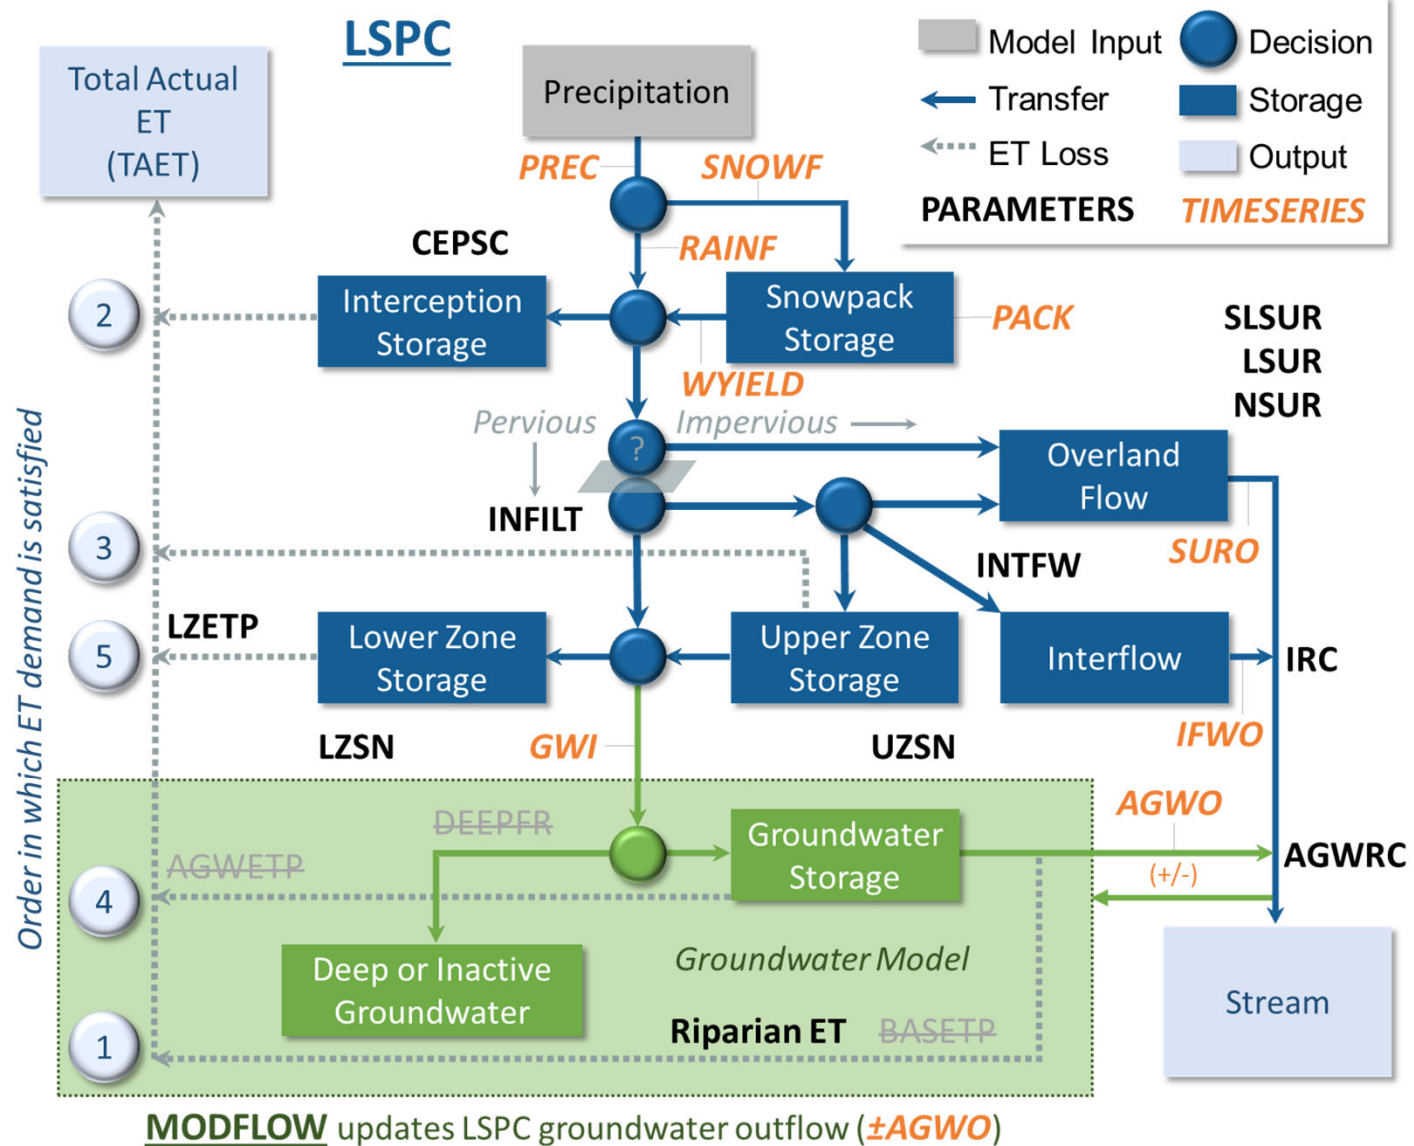 LSPC
Model Input
Decision
Transfer
Storage
ET Loss
Output
PARAMETERS
TIMESERIES
Total Actual
ET
(TAET)
Precipitation
PREC
SNOWF
CEPSC
RAINF
2
Interception
Storage
Snowpack
Storage
PACK
SLSUR
LSUR
NSUR
WYIELD
Pervious
Impervious
?
Overland
Flow
INFILT
3
SURO
INTFW
Order in which ET demand is satisfied
LZETP
5
Lower Zone
Storage
Upper Zone
Storage
Interflow
IRC
LZSN
GWI
UZSN
IFWO
DEEPFR
AGWO
AGWETP
Groundwater
Storage
(+/-)
AGWRC
4
Deep or Inactive
Groundwater
Groundwater Model
Stream
1
Riparian ET BASETP
MODFLOW updates LSPC groundwater outflow (±AGWO)